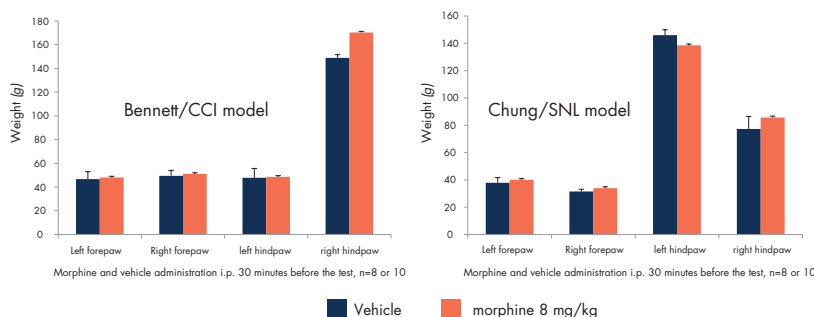 180
160
140
120
100
80
60
40
20
0
Weight (g)
Bennett/CCI model
Left forepaw Right forepaw left hindpaw right hindpaw
Morphine and vehicle administration i.p. 30 minutes before the test, n=8 or 10
160
140
120
100
80
60
40
20
0
Weight (g)
Chung/SNL model
Left forepaw Right forepaw left hindpaw right hindpaw
Morphine and vehicle administration i.p. 30 minutes before the test, n=8 or 10
Vehicle morphine 8 mg/kg